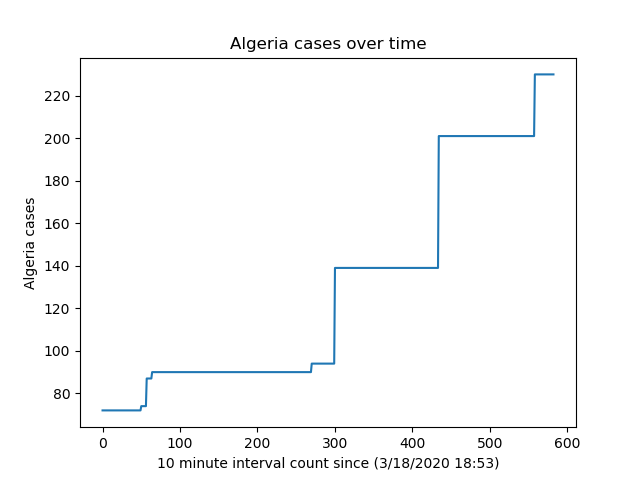 Algeria cases over time
Algeria cases
220
200
180
160
140
120
100
80
0 100 200 300 400 500 600
10 minute interval count since (3/18/2020 18:53)